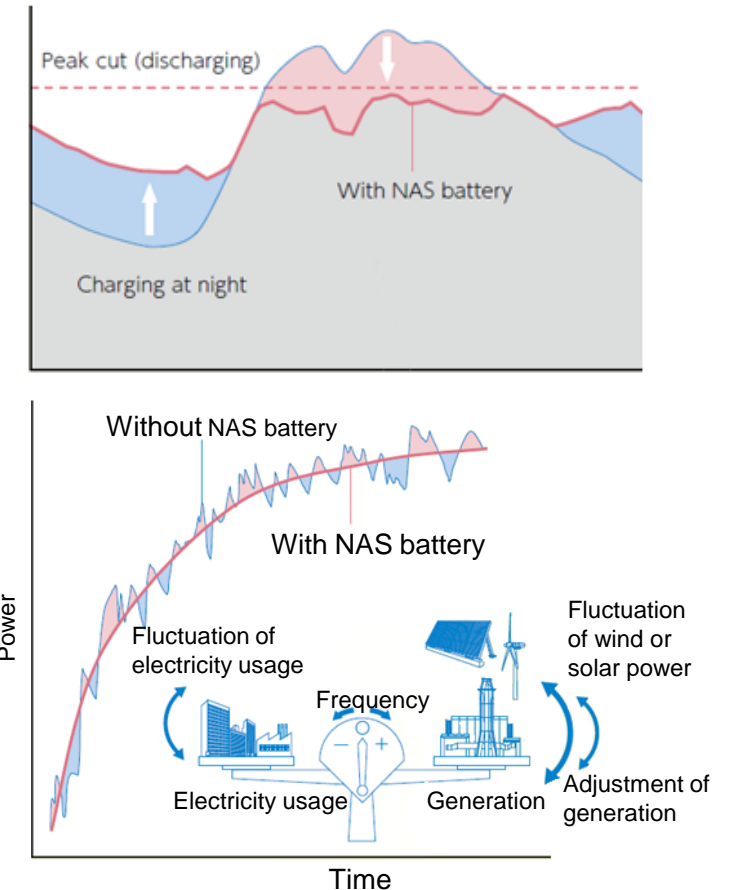 Peak cut (discharging)
With NAS battery
Charging at night
Without NAS battery
With NAS battery
Power
Fluctuation of
electricity usage
Fluctuation
of wind or
solar power
Frequency
− +
Electricity usage
Generation
Adjustment of
generation
Time